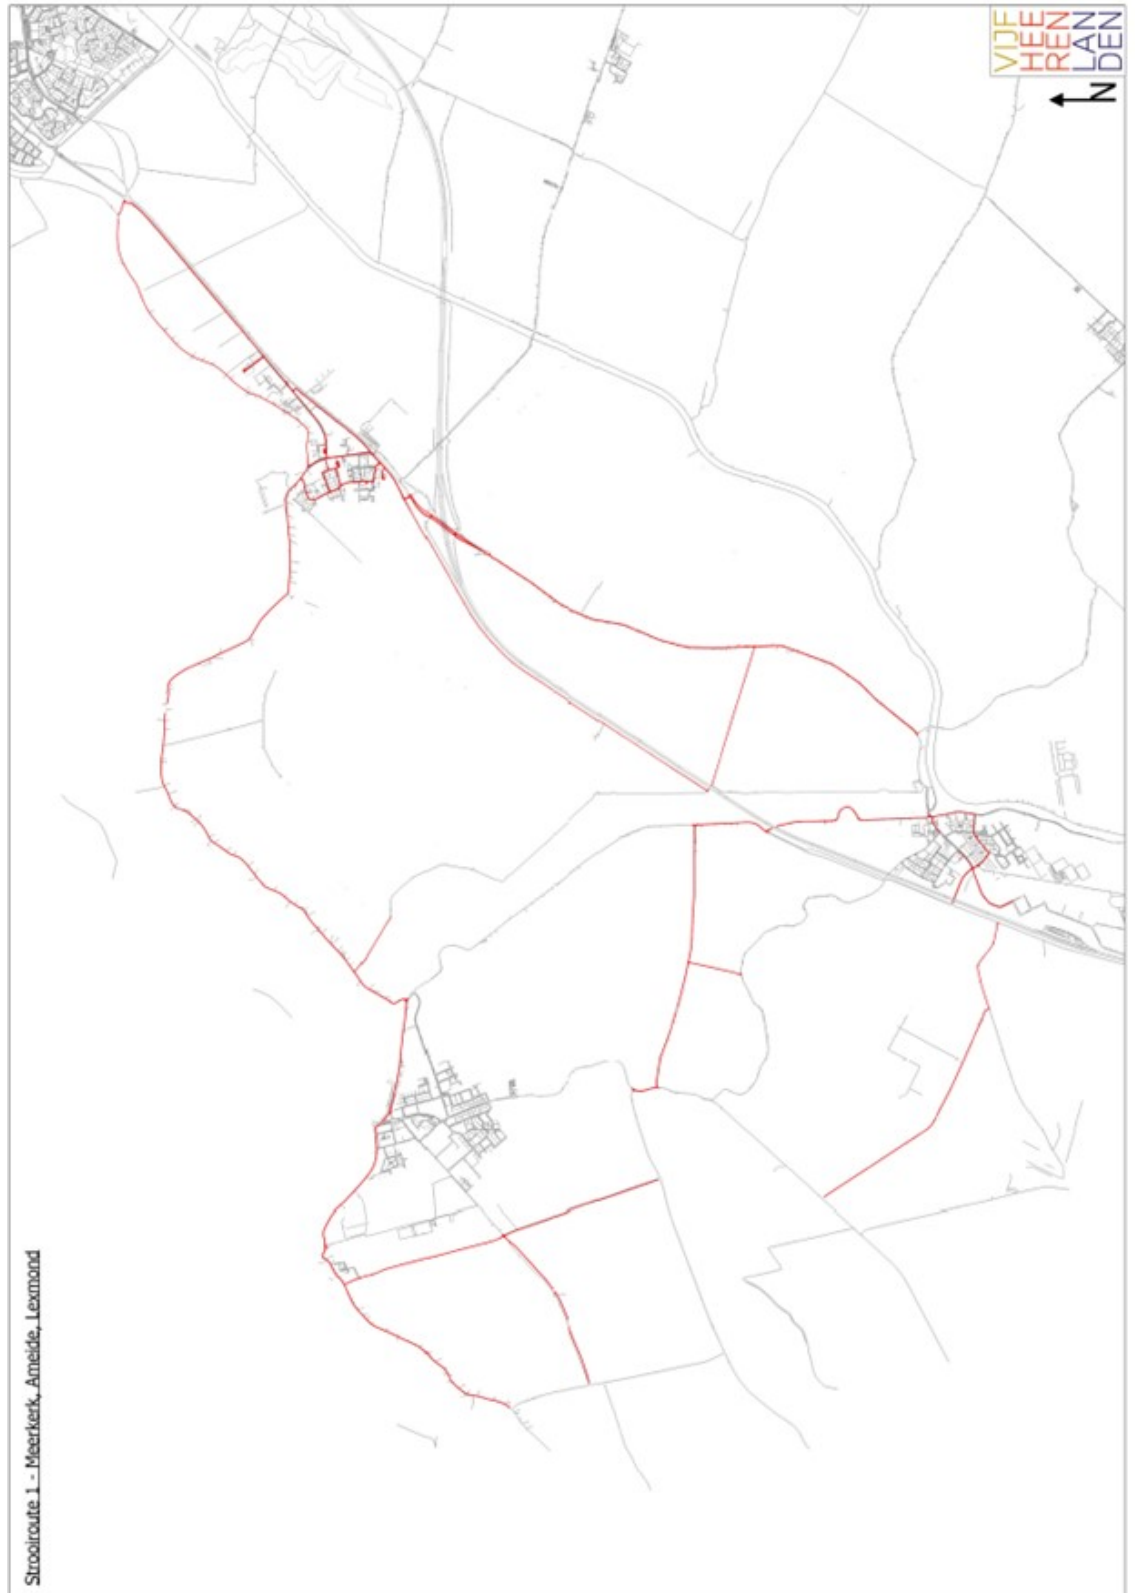 Strooiroute 1 - Meerkerk, Ameide, Lexmond
VIJF
HEE
REN
LAN
DEN
N